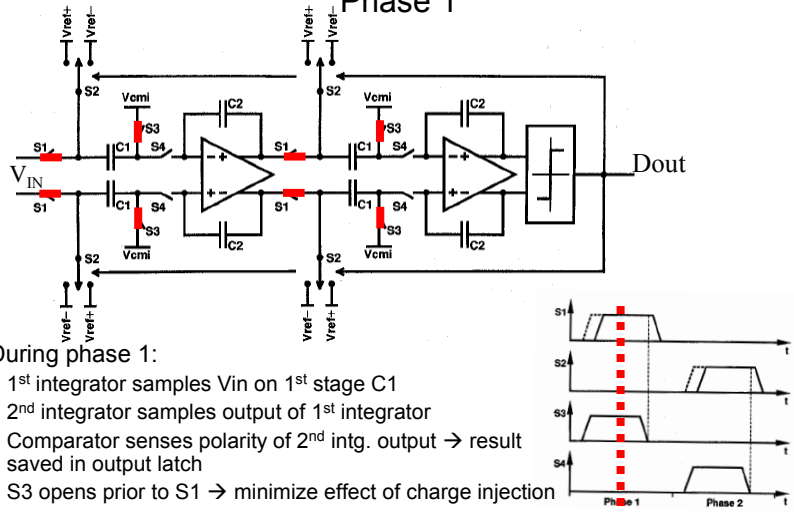 Phase 1
Vref+ Vref– Vref+ Vref–
S2 S2
Vcmi C2 Vcmi C2
S3 S3
S1 C1 S4 S1 C1 S4
– + – +
VIN Dout
+ – + –
S1 C1 S4 S1 C1 S4
S3 C2 S3 C2
S2 Vcmi S2 Vcmi
Vref– Vref+ Vref– Vref+
During phase 1:
1st integrator samples Vin on 1st stage C1
2nd integrator samples output of 1st integrator
Comparator senses polarity of 2nd intg. output → result
saved in output latch
S3 opens prior to S1 → minimize effect of charge injection
S1
t
S2
t
S3
t
S4
t
Phase 1 Phase 2